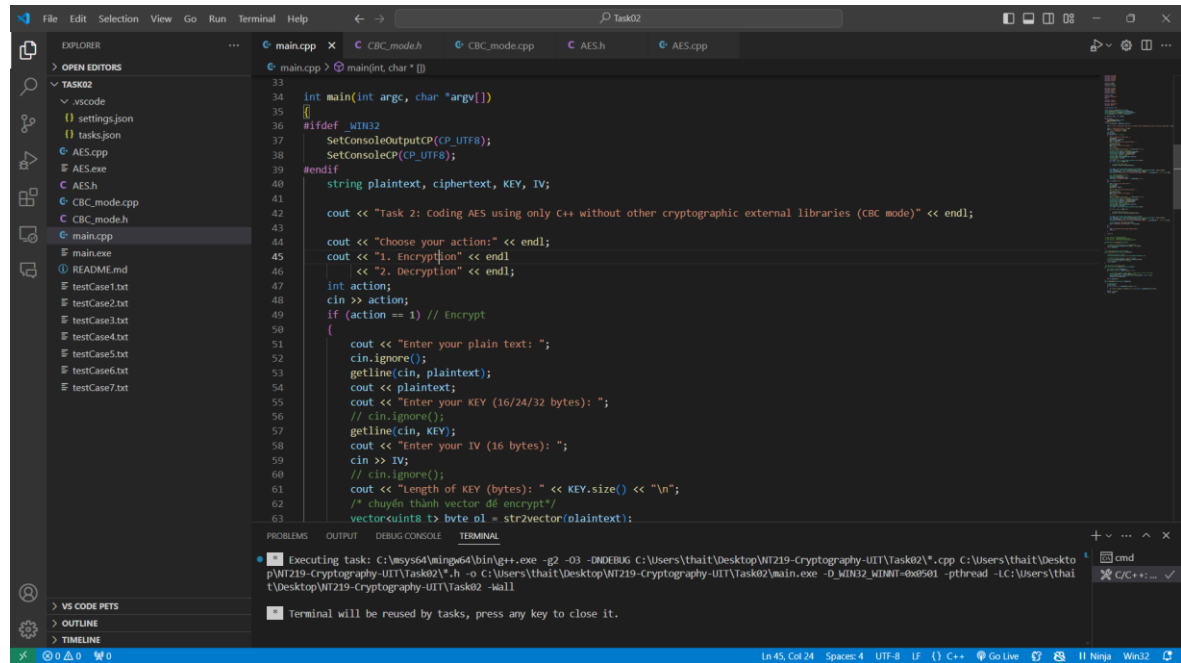 File Edit Selection View Go Run Terminal Help
Task02
EXPLORER
main.cpp
CBC_mode.h
CBC_mode.cpp
AES.h
AES.cpp
main.cpp > main(int, char * [])
OPEN EDITORS
TASK02
.vscode
settings.json
tasks.json
AES.cpp
AES.exe
AES.h
CBC_mode.cpp
CBC_mode.h
main.cpp
main.exe
README.md
testCase1.txt
testCase2.txt
testCase3.txt
testCase4.txt
testCase5.txt
testCase6.txt
testCase7.txt
VS CODE PETS
OUTLINE
TIMELINE
33
34 int main(int argc, char *argv[])
35 {
36 #ifdef _WIN32
37 SetConsoleOutputCP(CP_UTF8);
38 SetConsoleCP(CP_UTF8);
39 #endif
40 string plaintext, ciphertext, KEY, IV;
41
42 cout << "Task 2: Coding AES using only C++ without other cryptographic external libraries (CBC mode)" << endl;
43
44 cout << "Choose your action:" << endl;
45 cout << "1. Encryption" << endl
46 << "2. Decryption" << endl;
47 int action;
48 cin >> action;
49 if (action == 1) // Encrypt
50 {
51 cout << "Enter your plain text: ";
52 cin.ignore();
53 getline(cin, plaintext);
54 cout << plaintext;
55 cout << "Enter your KEY (16/24/32 bytes): ";
56 // cin.ignore();
57 getline(cin, KEY);
58 cout << "Enter your IV (16 bytes): ";
59 cin >> IV;
60 // cin.ignore();
61 cout << "Length of KEY (bytes): " << KEY.size() << "\n";
62 /* chuyển thành vector để encrypt*/
63 vector<uint8_t> byte_pl = str2vector(plaintext);
PROBLEMS OUTPUT DEBUG CONSOLE TERMINAL
* Executing task: C:\msys64\mingw64\bin\g++.exe -g2 -O3 -DNDEBUG C:\Users\thait\Desktop\NT219-Cryptography-UIT\Task02\*.cpp C:\Users\thait\Deskto
p\NT219-Cryptography-UIT\Task02\*.h -o C:\Users\thait\Desktop\NT219-Cryptography-UIT\Task02\main.exe -D_WIN32_WINNT=0x0501 -pthread -LC:\Users\thai
t\Desktop\NT219-Cryptography-UIT\Task02 -Wall
* Terminal will be reused by tasks, press any key to close it.
cmd
C/C++: ...
0 0 0
Ln 45, Col 24 Spaces: 4 UTF-8 LF {} C++ Go Live Ninja Win32